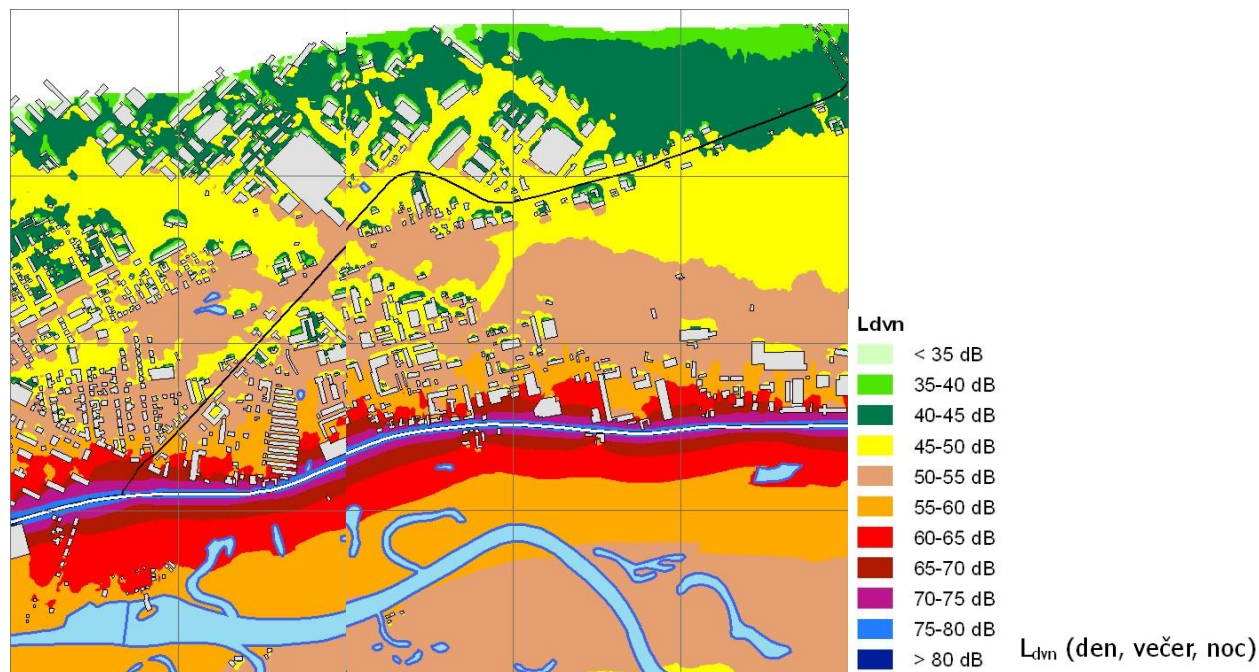 Ldvn
< 35 dB
35-40 dB
40-45 dB
45-50 dB
50-55 dB
55-60 dB
60-65 dB
65-70 dB
70-75 dB
75-80 dB
> 80 dB
Ldvn (den, večer, noc)